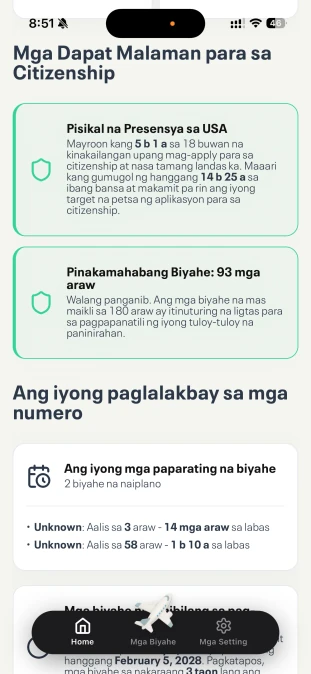 8:51
46
Mga Dapat Malaman para sa
Citizenship
Pisikal na Presensya sa USA
Mayroon kang 5 b 1 a sa 18 buwan na
kinakailangan upang mag-apply para sa
citizenship at nasa tamang landas ka. Maaari
kang gumugol ng hanggang 14 b 25 a sa
ibang bansa at makamit pa rin ang iyong
target na petsa ng aplikasyon para sa
citizenship.
Pinakamahabang Biyahe: 93 mga
araw
Walang panganib. Ang mga biyahe na mas
maikli sa 180 araw ay itinuturing na ligtas para
sa pagpapanatili ng iyong tuloy-tuloy na
paninirahan.
Ang iyong paglalakbay sa mga
numero
Ang iyong mga paparating na biyahe
2 biyahe na naiplano
• Unknown: Aalis sa 3 araw - 14 mga araw sa labas
• Unknown: Aalis sa 58 araw - 1 b 10 a sa labas
Mga biyahe
Home
Mga Biyahe
Mga Setting
hanggang February 5, 2028. Pagkatapos,
mga biyahe sa nakaraang 3 taon lang ang